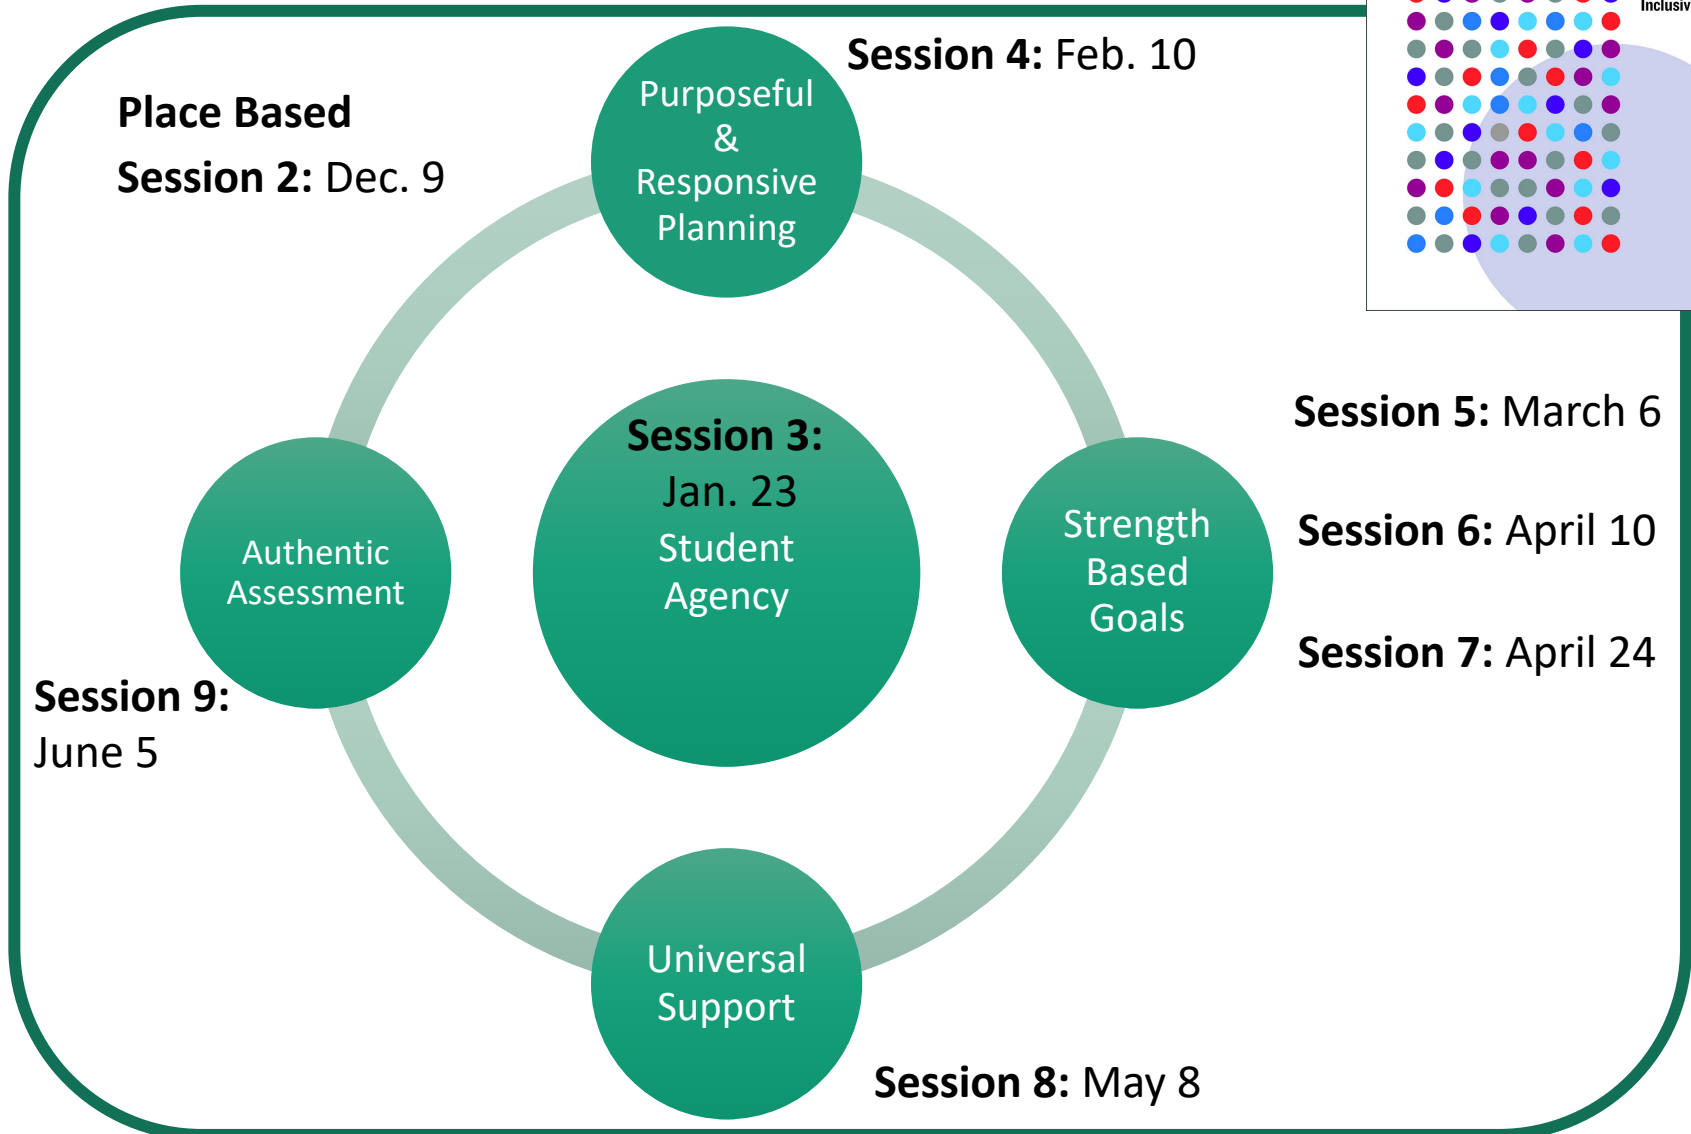 Inclusiv
Session 4: Feb. 10
Place Based
Session 2: Dec. 9
Purposeful
&
Responsive
Planning
Session 5: March 6
Session 3:
Jan. 23
Student
Agency
Strength
Based
Goals
Session 6: April 10
Authentic
Assessment
Session 7: April 24
Session 9:
June 5
Universal
Support
Session 8: May 8